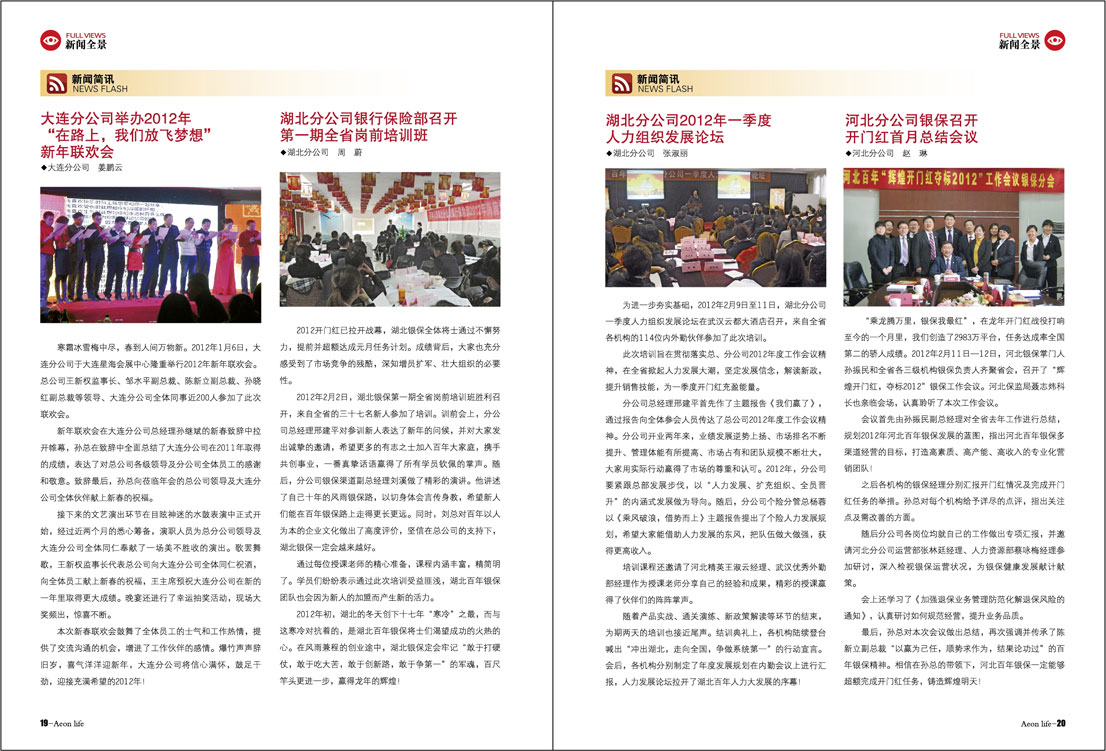 FULL VIEWS
新闻全景
新闻简讯
NEWS FLASH
大连分公司举办2012年
“在路上，我们放飞梦想”
新年联欢会
◆大连分公司　姜鹏云
寒霜冰雪梅中尽，春到人间万物新。2012年1月6日，大
连分公司于大连星海会展中心隆重举行2012年新年联欢会。
总公司王新权监事长、邹水平副总裁、陈新立副总裁、孙晓
红副总裁等领导、大连分公司全体同事近200人参加了此次
联欢会。
新年联欢会在大连分公司总经理孙继斌的新春致辞中拉
开帷幕，孙总在致辞中全面总结了大连分公司在2011年取得
的成绩，表达了对总公司各级领导及分公司全体员工的感谢
和敬意。致辞最后，孙总向莅临年会的总公司领导及大连分
公司全体伙伴献上新春的祝福。
接下来的文艺演出环节在目眩神迷的水鼓表演中正式开
始，经过近两个月的悉心筹备，演职人员为总分公司领导及
大连分公司全体同仁奉献了一场美不胜收的演出。歌罢舞
歇，王新权监事长代表总公司向大连分公司全体同仁祝酒，
向全体员工献上新春的祝福，王主席预祝大连分公司在新的
一年里取得更大成绩。晚宴还进行了幸运抽奖活动，现场大
奖频出，惊喜不断。
本次新春联欢会鼓舞了全体员工的士气和工作热情，提
供了交流沟通的机会，增进了工作伙伴的感情。爆竹声声辞
旧岁，喜气洋洋迎新年，大连分公司将信心满怀，鼓足干
劲，迎接充满希望的2012年！
湖北分公司银行保险部召开
第一期全省岗前培训班
◆湖北分公司　周　蔚
2012开门红已拉开战幕，湖北银保全体将士通过不懈努
力，提前并超额达成元月任务计划。成绩背后，大家也充分
感受到了市场竞争的残酷，深知增员扩军、壮大组织的必要
性。
2012年2月2日，湖北银保第一期省岗前培训班胜利召
开，来自全省的三十七名新人参加了培训。训前会上，分公
司总经理邢建平对参训新人表达了新年的问候，并对大家发
出诚挚的邀请，希望更多的有志之士加入百年大家庭，携手
共创事业，一番真挚话语赢得了所有学员钦佩的掌声。随
后，分公司银保渠道副总经理刘溪做了精彩的演讲。他讲述
了自己十年的风雨银保路，以切身体会言传身教，希望新人
们能在百年银保路上走得更长更远。同时，刘总对百年以人
为本的企业文化做出了高度评价，坚信在总公司的支持下，
湖北银保一定会越来越好。
通过每位授课老师的精心准备，课程内涵丰富，精简明
了。学员们纷纷表示通过此次培训受益匪浅，湖北百年银保
团队也会因为新人的加盟而产生新的活力。
2012年初，湖北的冬天创下十七年“寒冷”之最，而与
这寒冷对抗着的，是湖北百年银保将士们渴望成功的火热的
心。在风雨兼程的创业途中，湖北银保定会牢记“敢于打硬
仗，敢于吃大苦，敢于创新路，敢于争第一”的军魂，百尺
竿头更进一步，赢得龙年的辉煌！
19-Aeon life
FULL VIEWS
新闻全景
新闻简讯
NEWS FLASH
湖北分公司2012年一季度
人力组织发展论坛
◆湖北分公司　张淑丽
为进一步夯实基础，2012年2月9日至11日，湖北分公司
一季度人力组织发展论坛在武汉云都大酒店召开，来自全省
各机构的114位内外勤伙伴参加了此次培训。
此次培训旨在贯彻落实总、分公司2012年度工作会议精
神，在全省掀起人力发展大潮，坚定发展信念，解读新政，
提升销售技能，为一季度开门红充盈能量。
分公司总经理邢建平首先作了主题报告《我们赢了》，
通过报告向全体参会人员传达了总公司2012年度工作会议精
神。分公司开业两年来，业绩发展逆势上扬、市场排名不断
提升、管理体能有所提高、市场占有和团队规模不断壮大，
大家用实际行动赢得了市场的尊重和认可。2012年，分公司
要紧跟总部发展步伐，以“人力发展、扩充组织、全员晋
升”的内涵式发展做为导向。随后，分公司个险分管总杨蓉
以《乘风破浪，借势而上》主题报告提出了个险人力发展规
划，希望大家能借助人力发展的东风，把队伍做大做强，获
得更高收入。
培训课程还邀请了河北精英王淑云经理、武汉优秀外勤
部经理作为授课老师分享自己的经验和成果，精彩的授课赢
得了伙伴们的阵阵掌声。
随着产品实战、通关演练、新政策解读等环节的结束，
为期两天的培训也接近尾声。结训典礼上，各机构陆续登台
喊出“冲出湖北，走向全国，争做系统第一”的行动宣言。
会后，各机构分别制定了年度发展规划在内勤会议上进行汇
报，人力发展论坛拉开了湖北百年人力大发展的序幕！
河北分公司银保召开
开门红首月总结会议
◆河北分公司　赵　琳
河北百年“辉煌开门红夺标2012”工作会议银保分会
“乘龙腾万里，银保我最红”，在龙年开门红战役打响
至今的一个月里，我们创造了2983万平台，任务达成率全国
第二的骄人成绩。2012年2月11日—12日，河北银保掌门人
孙振民和全省各三级机构银保负责人齐聚省会，召开了“辉
煌开门红，夺标2012”银保工作会议。河北保监局聂志炜科
长也亲临会场，认真聆听了本次工作会议。
会议首先由孙振民副总经理对全省去年工作进行总结，
规划2012年河北百年银保发展的蓝图，指出河北百年银保多
渠道经营的目标，打造高素质、高产能、高收入的专业化营
销团队！
之后各机构的银保经理分别汇报开门红情况及完成开门
红任务的举措。孙总对每个机构给予详尽的点评，指出关注
点及需改善的方面。
随后分公司各岗位均就自己的工作做出专项汇报，并邀
请河北分公司运营部张林廷经理、人力资源部蔡咏梅经理参
加研讨，深入检视银保运营状况，为银保健康发展献计献
策。
会上还学习了《加强退保业务管理防范化解退保风险的
通知》，认真研讨如何规范经营，提升业务品质。
最后，孙总对本次会议做出总结，再次强调并传承了陈
新立副总裁“以赢为己任，顺势求作为，结果论功过”的百
年银保精神。相信在孙总的带领下，河北百年银保一定能够
超额完成开门红任务，铸造辉煌明天！
Aeon life-20